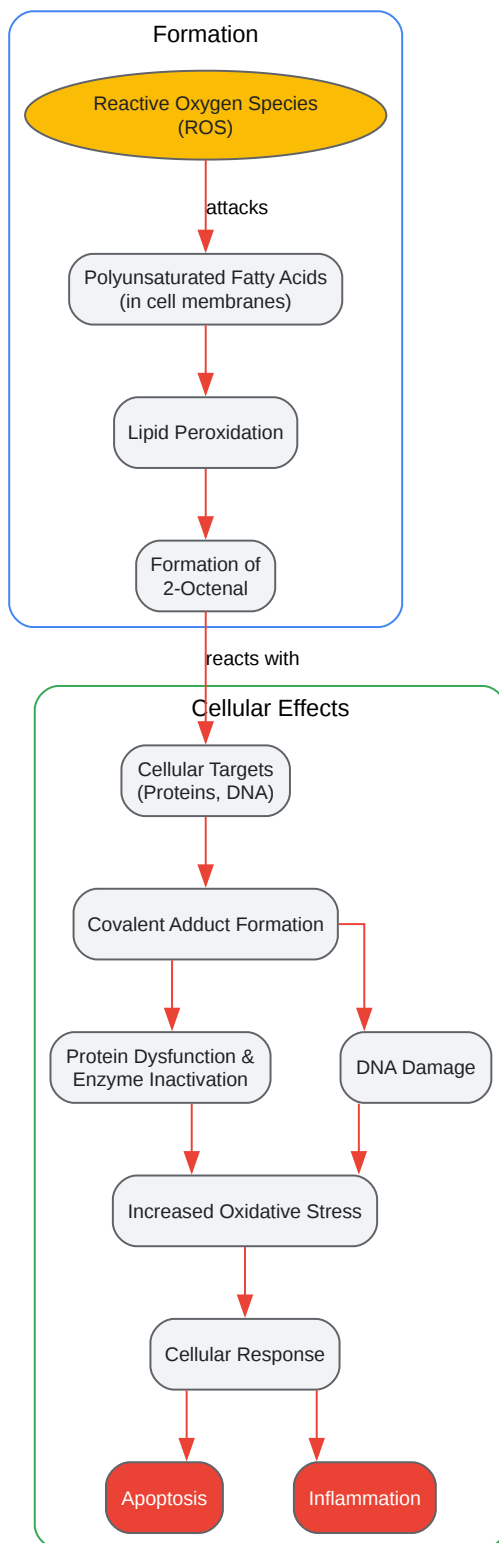 Formation
Reactive Oxygen Species
(ROS)
attacks
Polyunsaturated Fatty Acids
(in cell membranes)
Lipid Peroxidation
Formation of
2-Octenal
reacts with
Cellular Effects
Cellular Targets
(Proteins, DNA)
Covalent Adduct Formation
Protein Dysfunction &
Enzyme Inactivation
DNA Damage
Increased Oxidative Stress
Cellular Response
Apoptosis
Inflammation